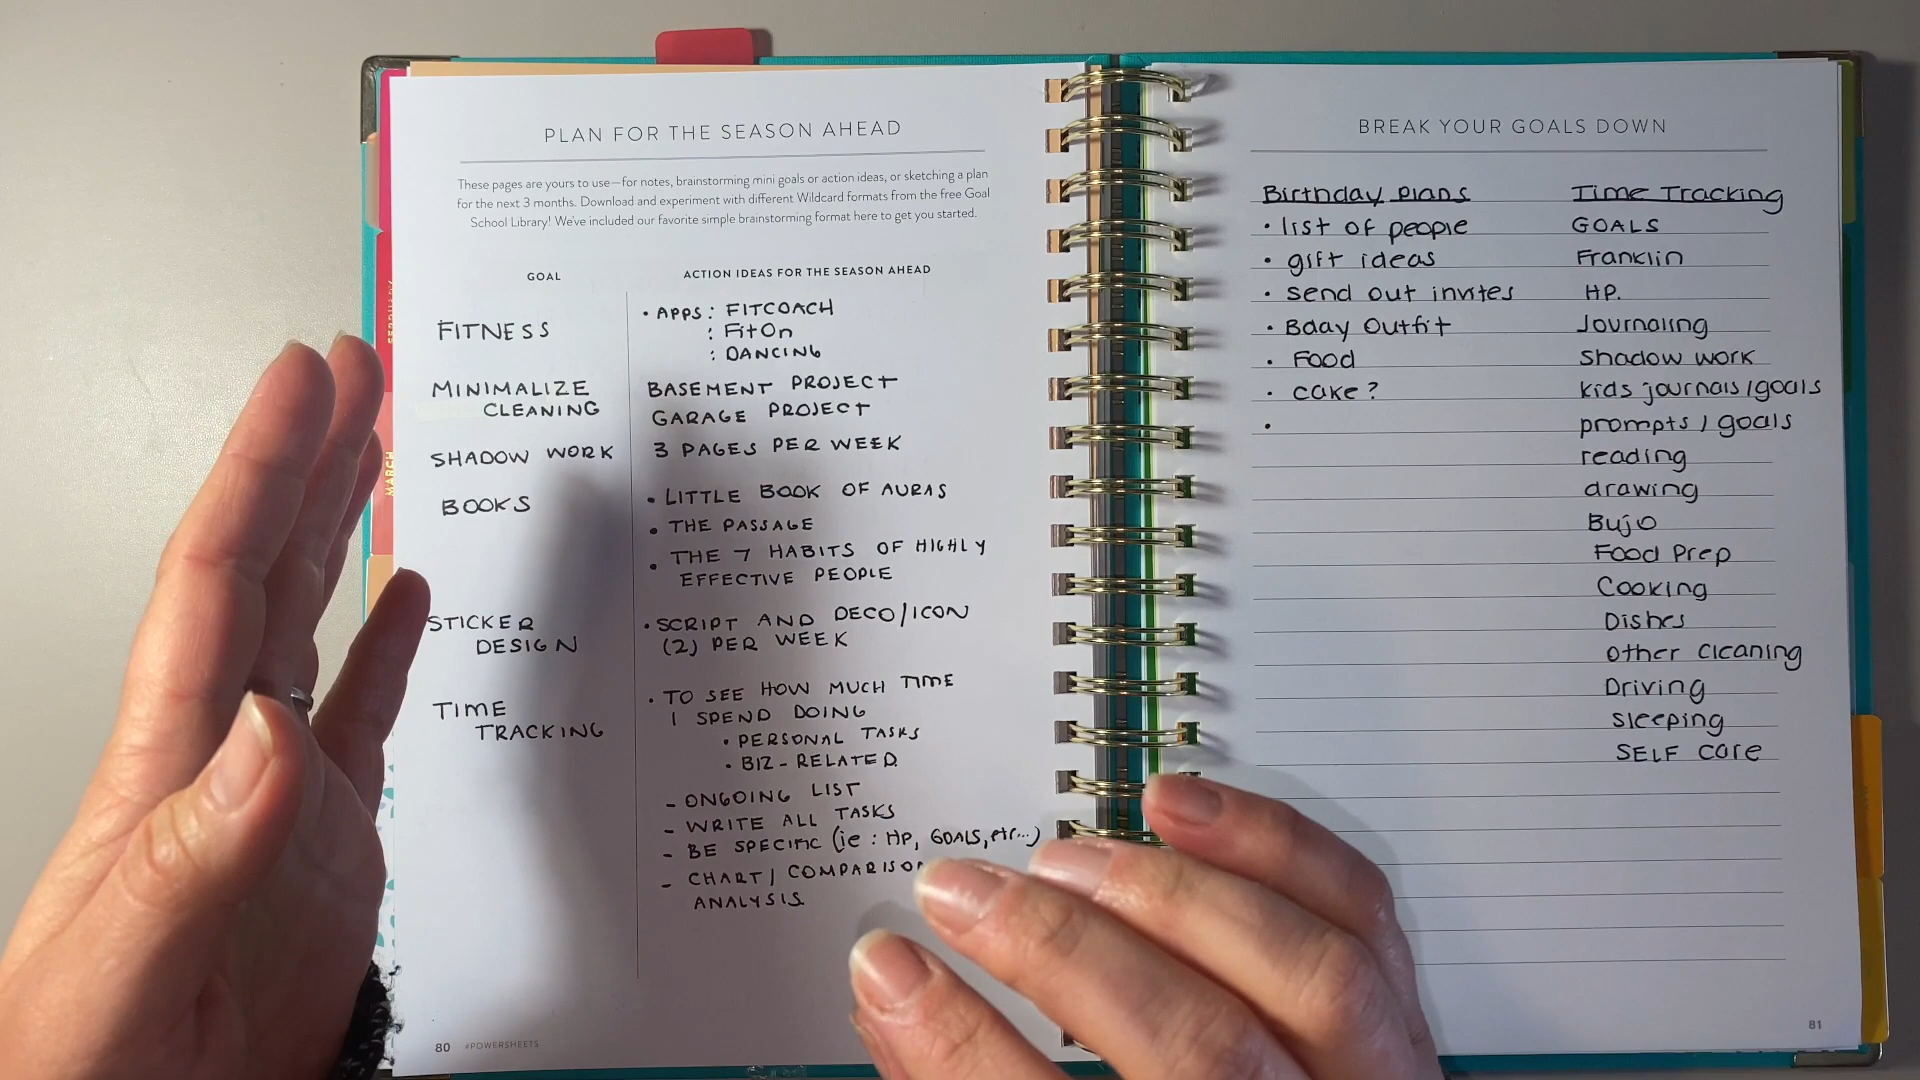 PLAN FOR THE SEASON AHEAD
These pages are yours to use—for notes, brainstorming mini goals or action ideas, or sketching a plan
for the next 3 months. Download and experiment with different Wildcard formats from the free Goal
School Library! We've included our favorite simple brainstorming format here to get you started.
GOAL
ACTION IDEAS FOR THE SEASON AHEAD
FITNESS
• APPS : FITCOACH
: FitOn
: DANCING
MINIMALIZE
CLEANING
BASEMENT PROJECT
GARAGE PROJECT
SHADOW WORK
3 PAGES PER WEEK
BOOKS
• LITTLE BOOK OF AURAS
• THE PASSAGE
• THE 7 HABITS OF HIGHLY
EFFECTIVE PEOPLE
STICKER
DESIGN
• SCRIPT AND DECO/ICON
(2) PER WEEK
TIME
TRACKING
• TO SEE HOW MUCH TIME
I SPEND DOING
• PERSONAL TASKS
• BIZ-RELATED
- ONGOING LIST
- WRITE ALL TASKS
- BE SPECIFIC (ie : HP, GOALS, etc...)
- CHART / COMPARISON
ANALYSIS
80 #POWERSHEETS
MARCH
BREAK YOUR GOALS DOWN
Birthday Plans
• list of people
• gift ideas
• send out invites
• Bday Outfit
• Food
• cake?
•
Time Tracking
GOALS
Franklin
HP.
Journaling
Shadow work
kids journals / goals
prompts / goals
reading
drawing
Bujo
Food Prep
Cooking
Dishes
other cleaning
Driving
sleeping
SELF care
81